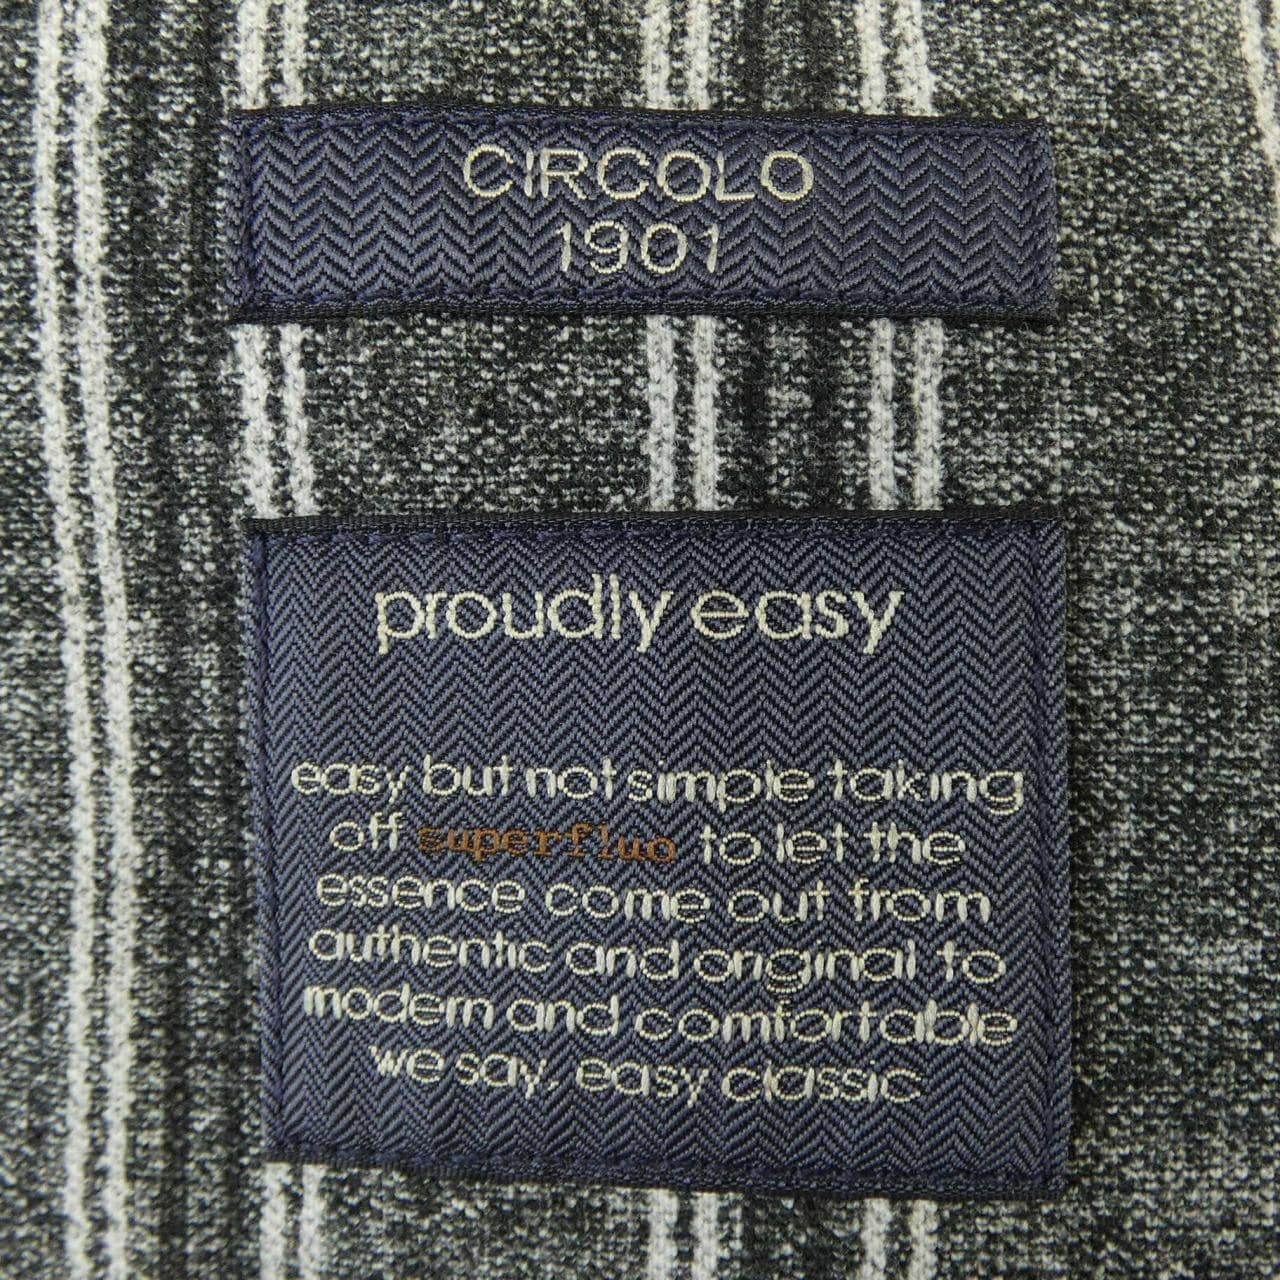 CIRCOLO
1901
proudly easy
easy but not simple taking
off superfluo to let the
essence come out from
authentic and original to
modern and comfortable
we say, easy classic